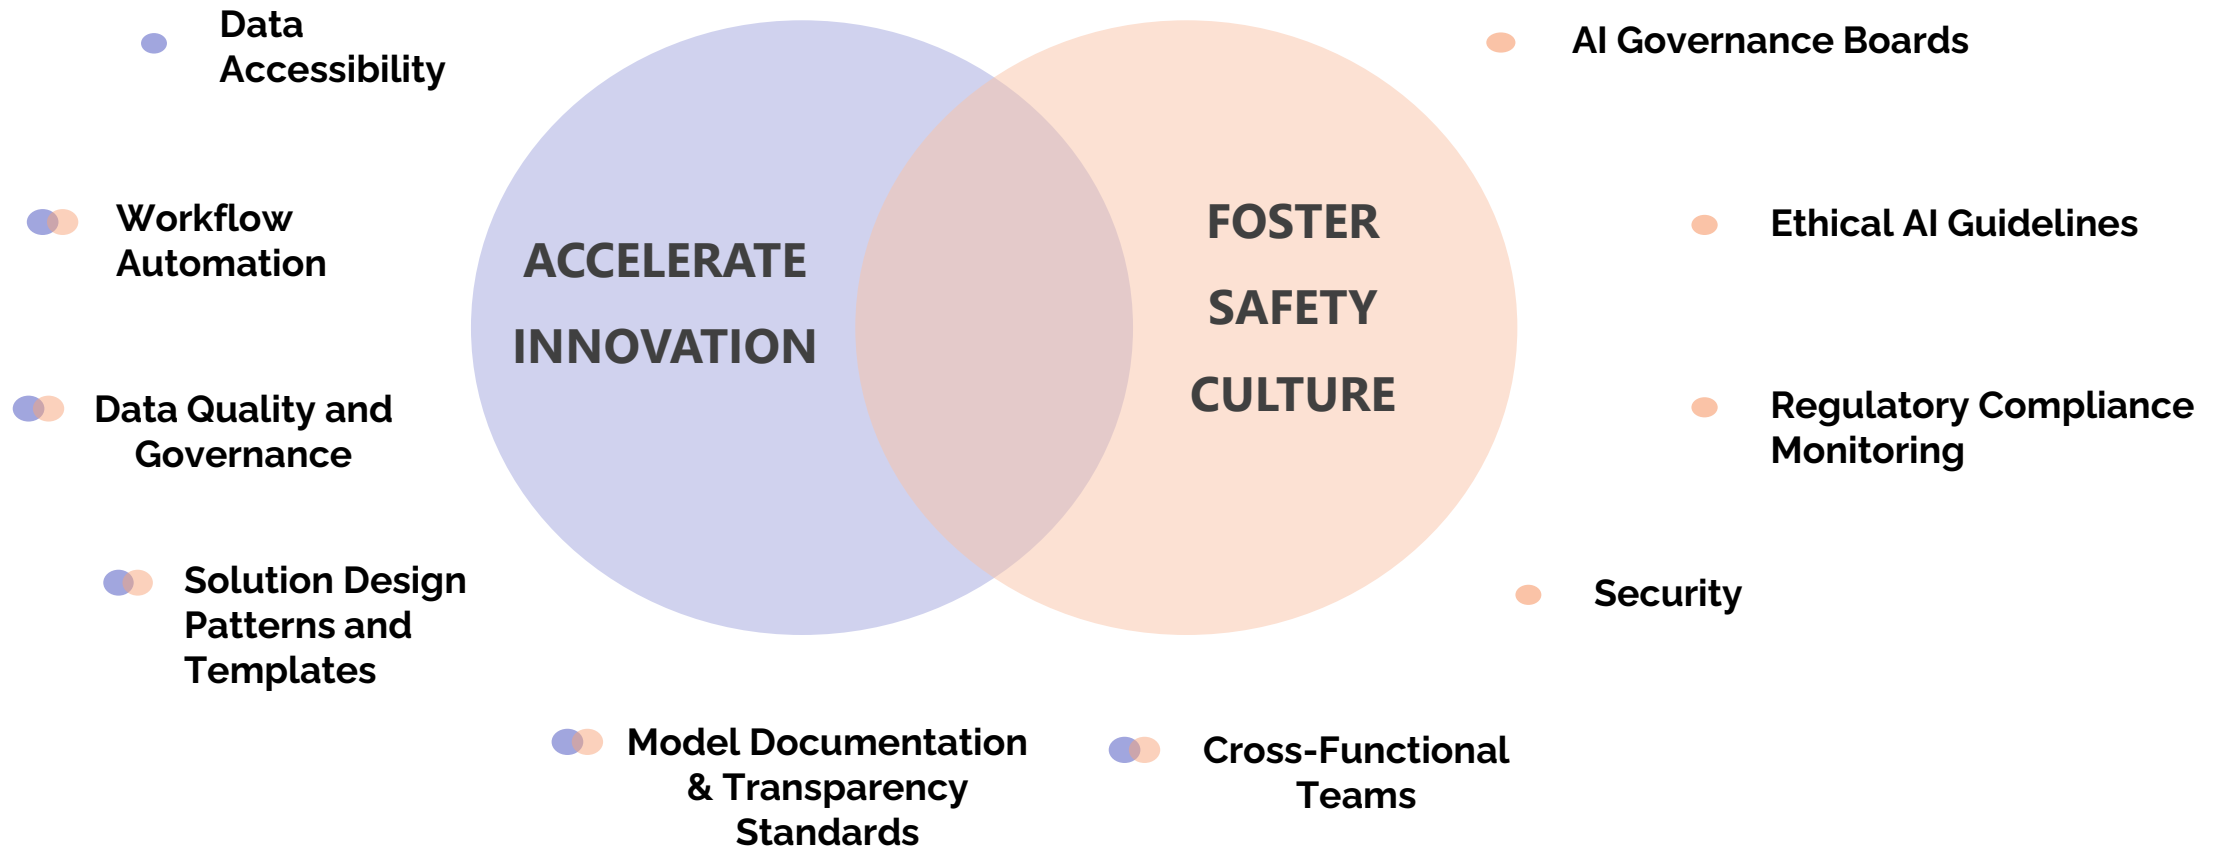 Data
Accessibility
Workflow
Automation
Data Quality and
Governance
Solution Design
Patterns and
Templates
ACCELERATE
INNOVATION
FOSTER
SAFETY
CULTURE
AI Governance Boards
Ethical AI Guidelines
Regulatory Compliance
Monitoring
Security
Model Documentation
& Transparency
Standards
Cross-Functional
Teams